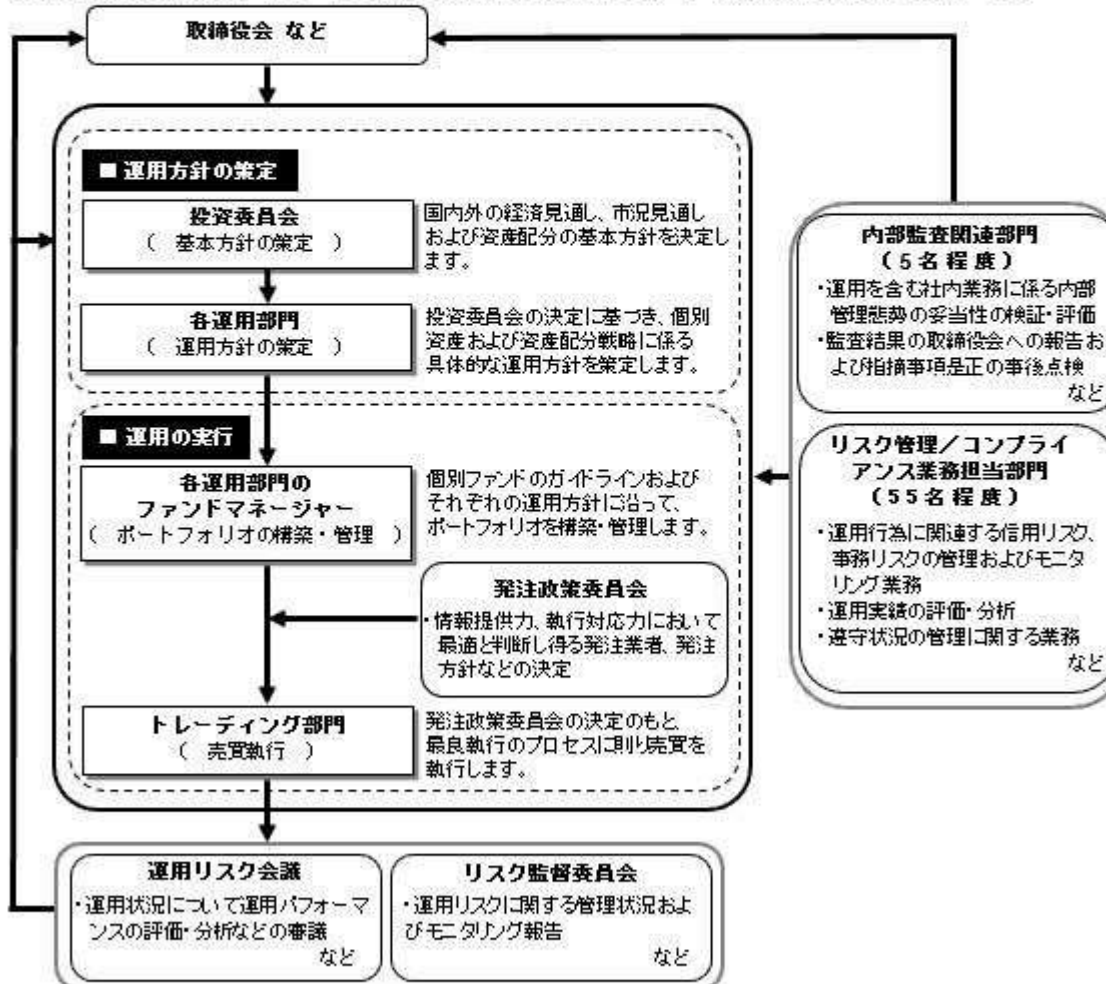 取締役会 など
■ 運用方針の策定
投資委員会
( 基本方針の策定 )
国内外の経済見通し、市況見通し
および資産配分の基本方針を決定し
ます。
各運用部門
( 運用方針の策定 )
投資委員会の決定に基づき、個別
資産および資産配分戦略に係る
具体的な運用方針を策定します。
■ 運用の実行
各運用部門の
ファンドマネージャー
( ポートフォリオの構築・管理 )
個別ファンドのガイドラインおよび
それぞれの運用方針に沿って、
ポートフォリオを構築・管理します。
発注政策委員会
・情報提供力、執行対応力において
最適と判断し得る発注業者、発注
方針などの決定
トレーディング部門
( 売買執行 )
発注政策委員会の決定のもと
最良執行のプロセスに則り売買を
執行します。
運用リスク会議
・運用状況について運用パフォーマ
ンスの評価・分析などの審議
など
リスク監督委員会
・運用リスクに関する管理状況およ
びモニタリング報告
など
内部監査関連部門
(5名程度)
・運用を含む社内業務に係る内部
管理態勢の妥当性の検証・評価
・監査結果の取締役会への報告お
よび指摘事項是正の事後点検
など
リスク管理/コンプライ
アンス業務担当部門
(55名程度)
・運用行為に関連する信用リスク、
事務リスクの管理およびモニタ
リング業務
・運用実績の評価・分析
・遵守状況の管理に関する業務
など